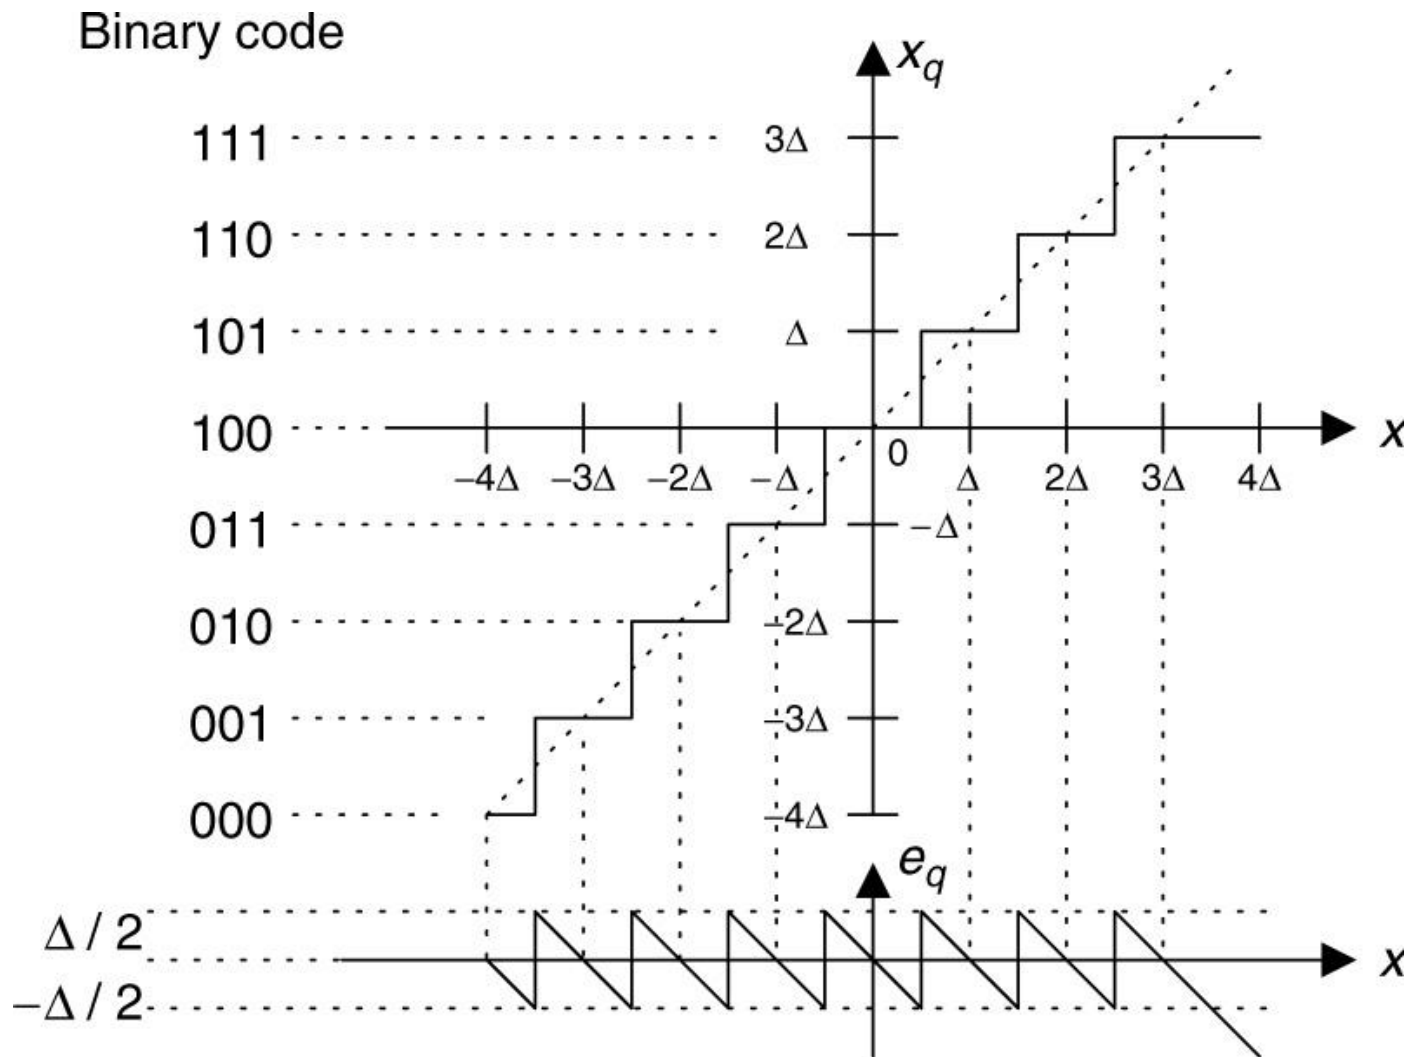 Binary code
x_q
111 3Δ
110 2Δ
101 Δ
100 x
0
−4Δ −3Δ −2Δ −Δ Δ 2Δ 3Δ 4Δ
011 −Δ
010 −2Δ
001 −3Δ
000 −4Δ
e_q
Δ / 2
x
−Δ / 2